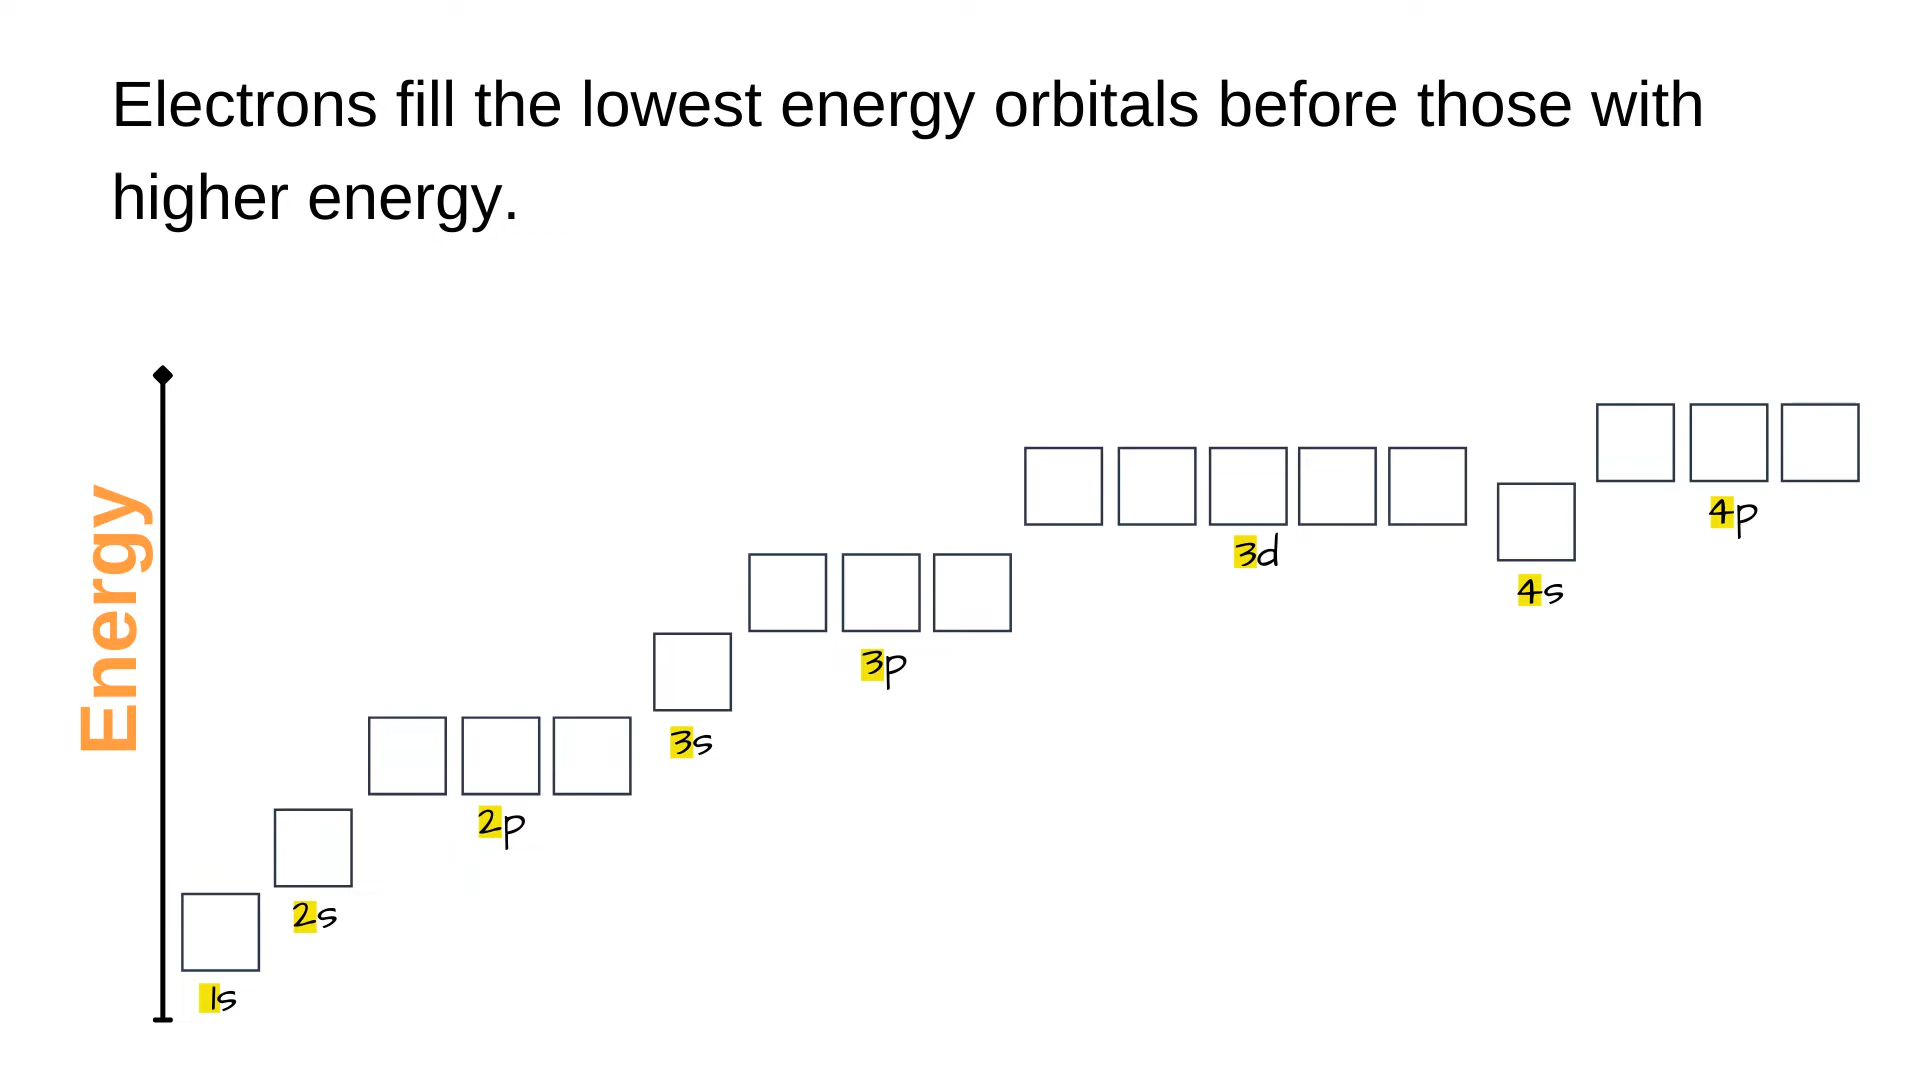 Electrons fill the lowest energy orbitals before those with
higher energy.
Energy
4p
3d
4s
3p
3s
2p
2s
1s